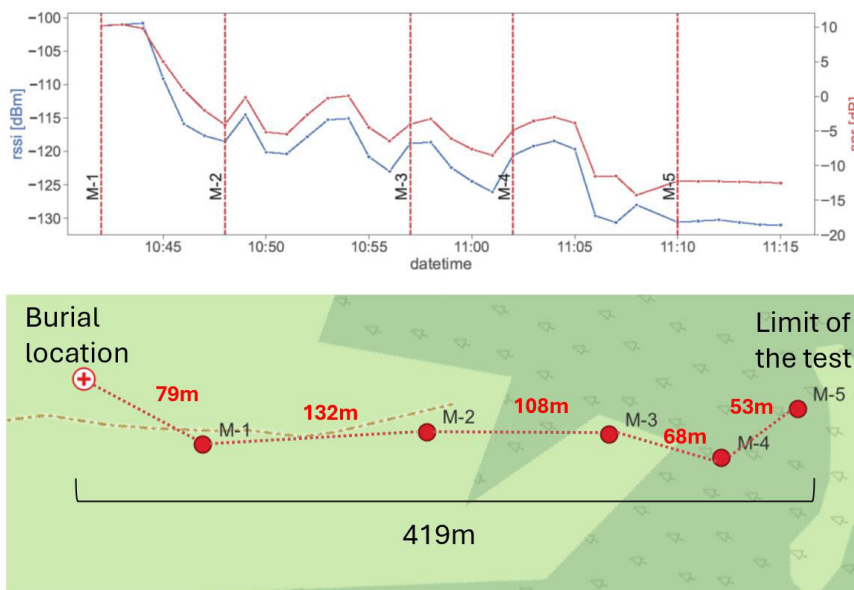 −100
−105
−110
−115
−120
−125
−130
rssi [dBm]
10
5
0
−5
−10
−15
−20
M-1
M-2
M-3
M-4
M-5
10:45
10:50
10:55
11:00
11:05
11:10
11:15
datetime
Burial
location
Limit of
the test
79m
132m
108m
68m
53m
M-1
M-2
M-3
M-4
M-5
419m